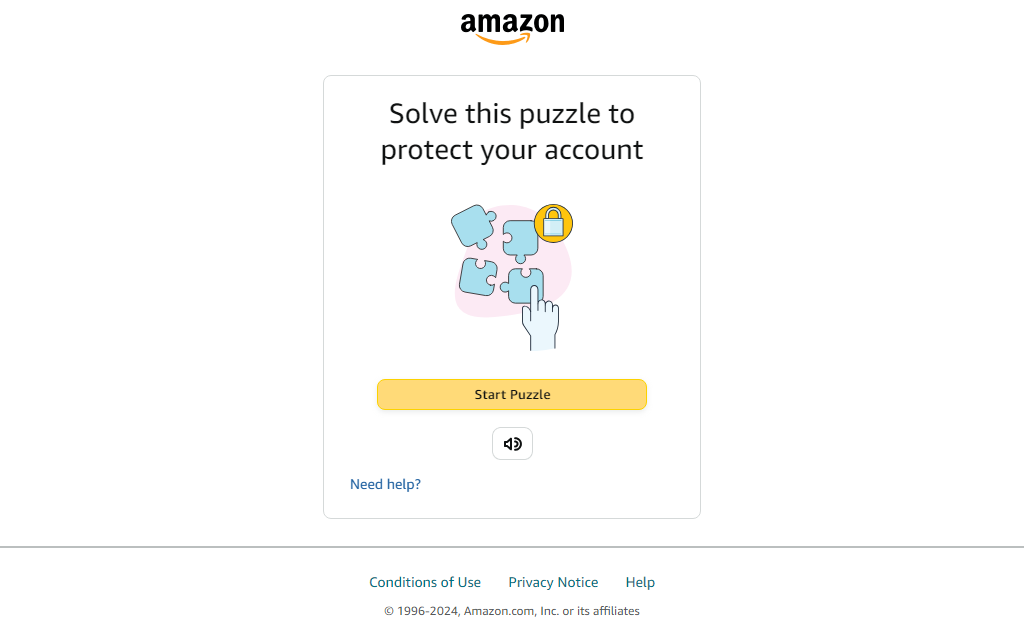 amazon
Solve this puzzle to
protect your account
Start Puzzle
Need help?
Conditions of Use Privacy Notice Help
© 1996-2024, Amazon.com, Inc. or its affiliates